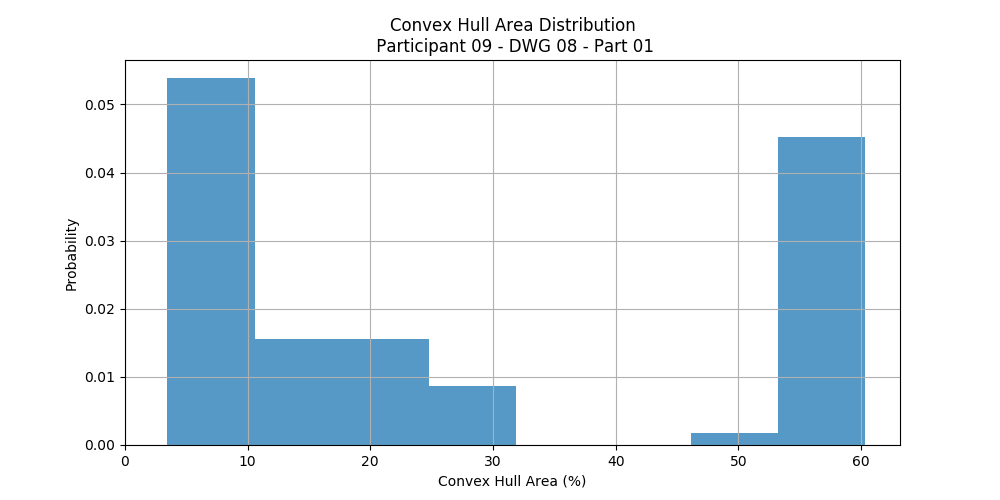 Convex Hull Area Distribution
Participant 09 - DWG 08 - Part 01
Probability
0.05
0.04
0.03
0.02
0.01
0.00
0 10 20 30 40 50 60
Convex Hull Area (%)